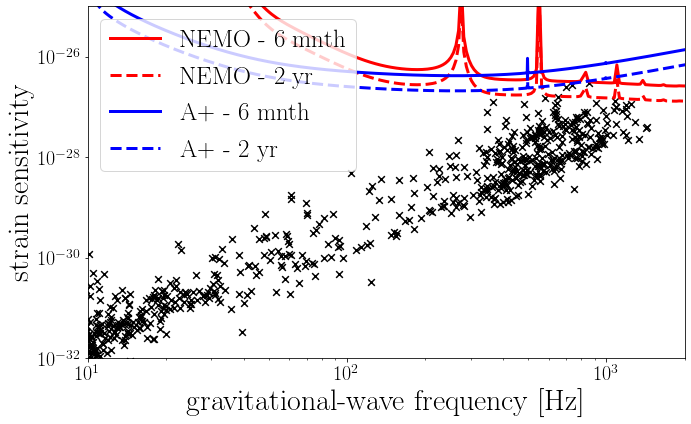 NEMO - 6 mnth
NEMO - 2 yr
A+ - 6 mnth
A+ - 2 yr
strain sensitivity
10⁻²⁶
10⁻²⁸
10⁻³⁰
10⁻³²
10¹
10²
10³
gravitational-wave frequency [Hz]